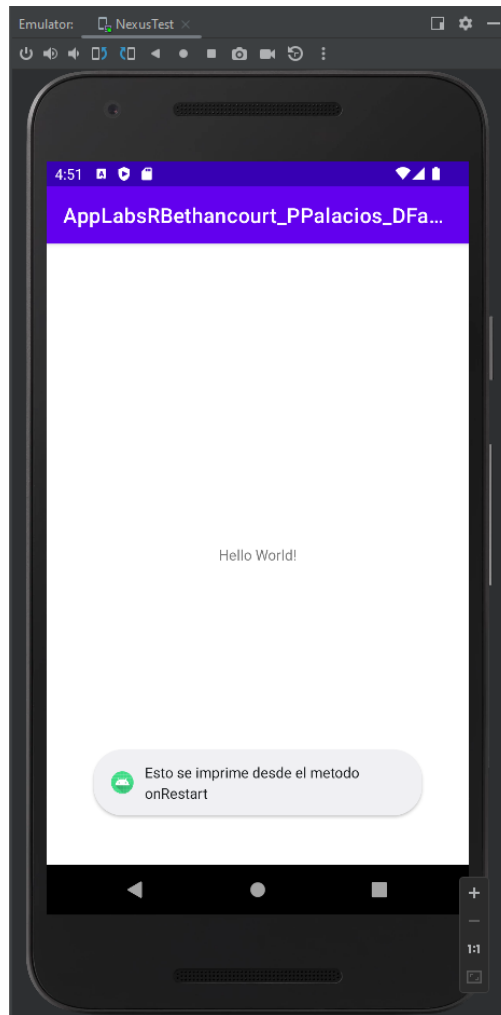 Emulator: NexusTest
4:51
AppLabsRBethancourt_PPalacios_DFa...
Hello World!
Esto se imprime desde el metodo
onRestart
1:1